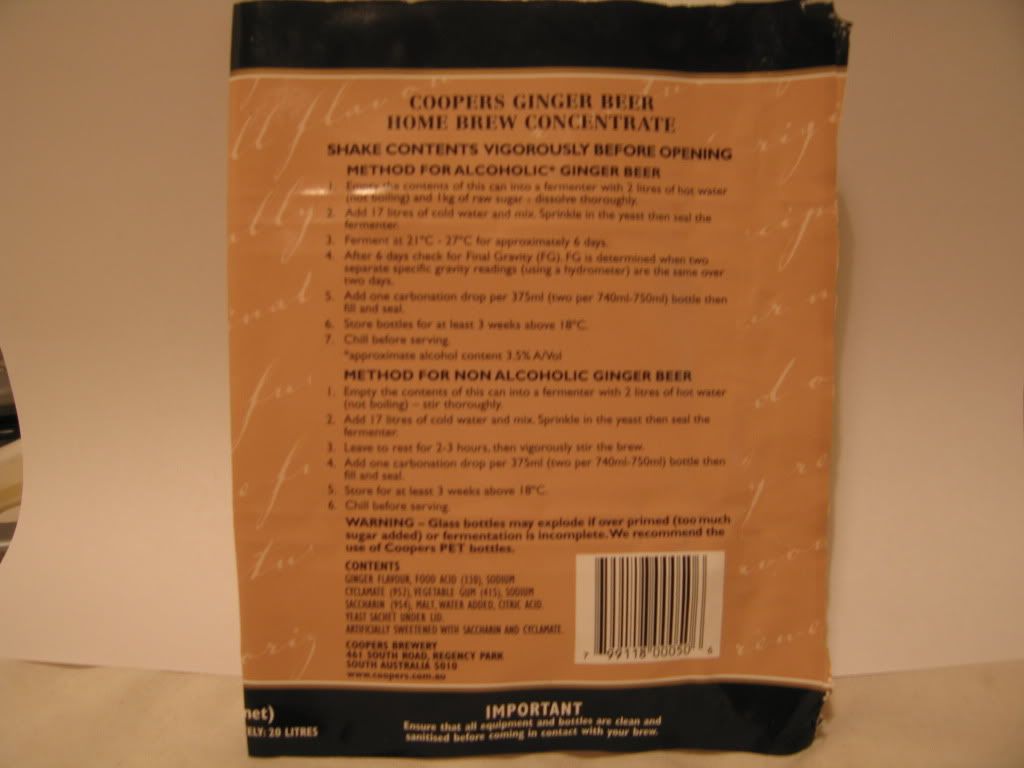 COOPERS GINGER BEER
HOME BREW CONCENTRATE
SHAKE CONTENTS VIGOROUSLY BEFORE OPENING
METHOD FOR ALCOHOLIC* GINGER BEER
1. Empty the contents of this can into a fermenter with 2 litres of hot water
(not boiling) and 1kg of raw sugar - dissolve thoroughly.
2. Add 17 litres of cold water and mix. Sprinkle in the yeast then seal the
fermenter.
3. Ferment at 21°C - 27°C for approximately 6 days.
4. After 6 days check for Final Gravity (FG). FG is determined when two
separate specific gravity readings (using a hydrometer) are the same over
two days.
5. Add one carbonation drop per 375ml (two per 740ml-750ml) bottle then
fill and seal.
6. Store bottles for at least 3 weeks above 18°C.
7. Chill before serving.
*approximate alcohol content 3.5% A/Vol
METHOD FOR NON ALCOHOLIC GINGER BEER
1. Empty the contents of this can into a fermenter with 2 litres of hot water
(not boiling) – stir thoroughly.
2. Add 17 litres of cold water and mix. Sprinkle in the yeast then seal the
fermenter.
3. Leave to rest for 2-3 hours, then vigorously stir the brew.
4. Add one carbonation drop per 375ml (two per 740ml-750ml) bottle then
fill and seal.
5. Store for at least 3 weeks above 18°C.
6. Chill before serving.
WARNING – Glass bottles may explode if over primed (too much
sugar added) or fermentation is incomplete. We recommend the
use of Coopers PET bottles.
CONTENTS
GINGER FLAVOUR, FOOD ACID (330), SODIUM
CYCLAMATE (952), VEGETABLE GUM (415), SODIUM
SACCHARIN (954), MALT, WATER ADDED, CITRIC ACID.
YEAST SACHET UNDER LID.
ARTIFICIALLY SWEETENED WITH SACCHARIN AND CYCLAMATE.
COOPERS BREWERY
461 SOUTH ROAD, REGENCY PARK
SOUTH AUSTRALIA 5010
www.coopers.com.au
7 99118 00050 6
net)
ELY: 20 LITRES
IMPORTANT
Ensure that all equipment and bottles are clean and
sanitised before coming in contact with your brew.